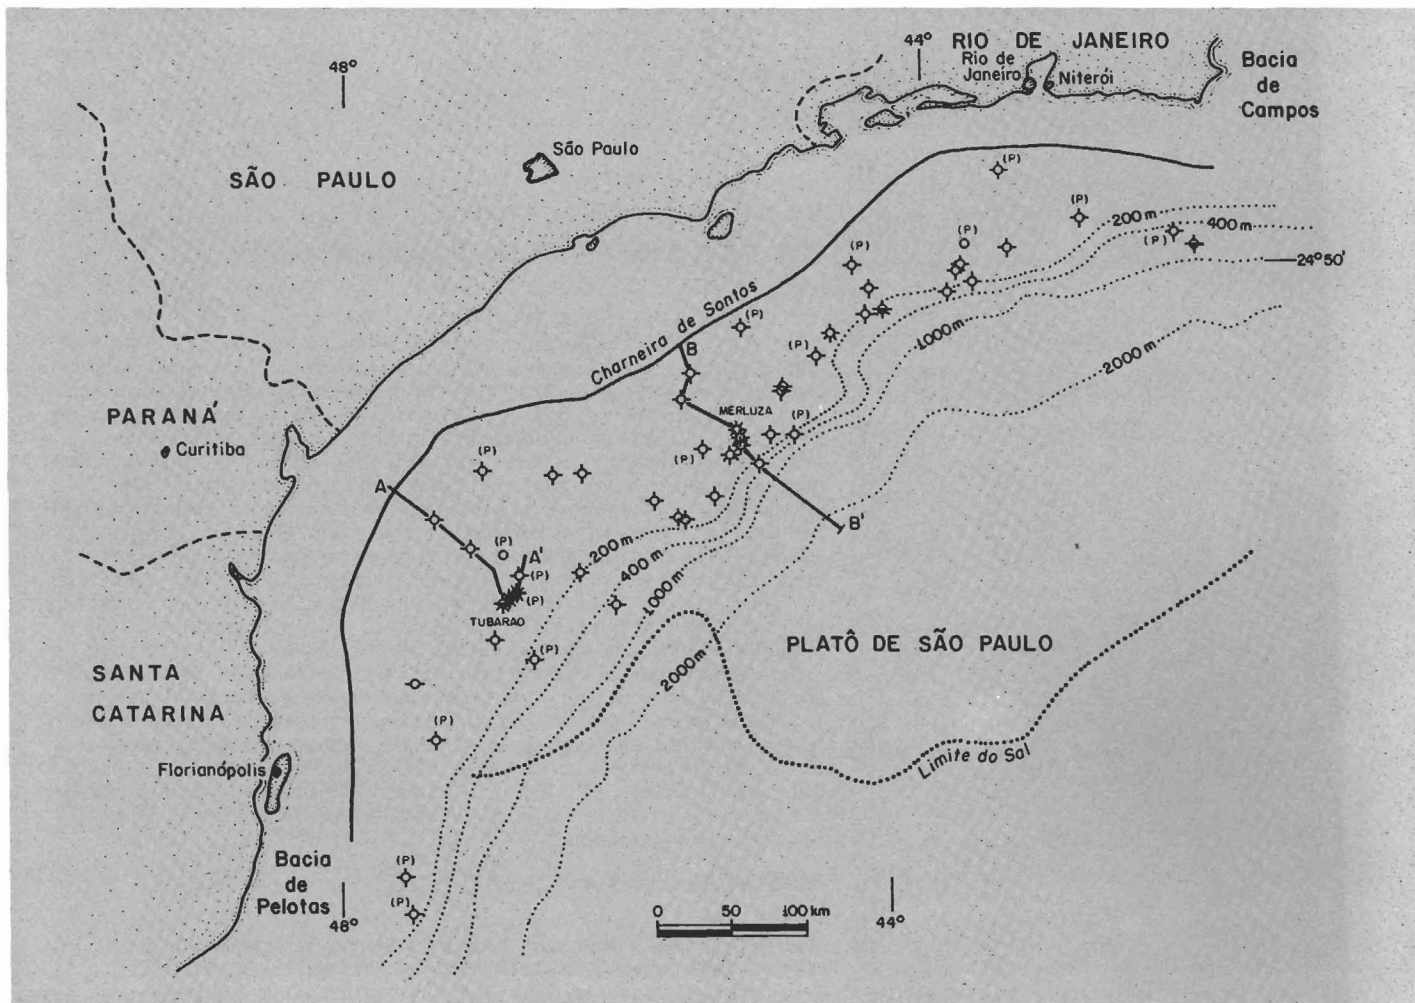 44°
RIO DE JANEIRO
48°
Rio de
Janeiro
Niterói
Bacia
de
Campos
São Paulo
SÃO PAULO
(P)
(P)
200 m
400 m
(P)
(P)
(P)
24° 50'
Charneira de Santos
(P)
1000 m
B
(P)
2000 m
PARANÁ
MERLUZA
(P)
Curitiba
(P)
(P)
A
B'
(P)
A'
200 m
(P)
400 m
(P)
1000 m
TUBARAO
PLATÔ DE SÃO PAULO
(P)
2000 m
SANTA
CATARINA
(P)
Limite do Sal
Florianópolis
Bacia
de
Pelotas
(P)
(P)
48°
0 50 100 km
44°